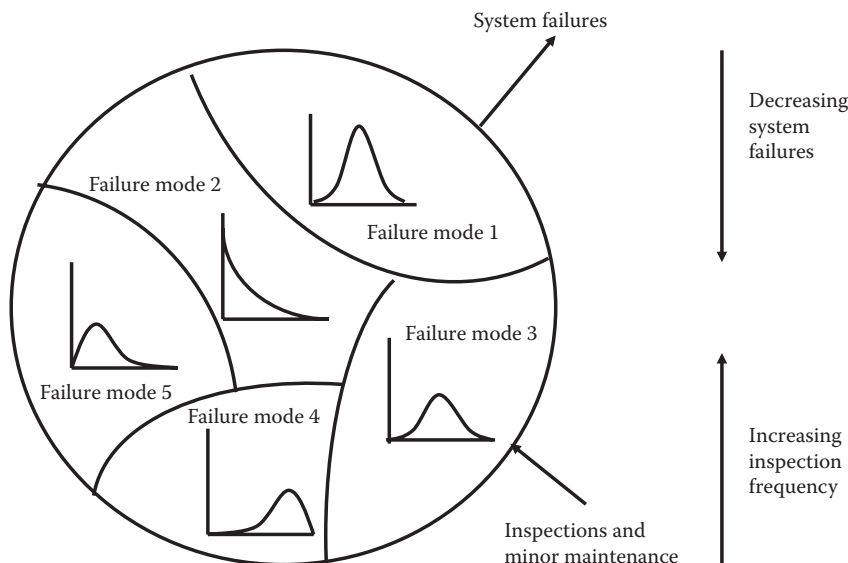 System failures
Decreasing
system
failures
Failure mode 2
Failure mode 1
Failure mode 3
Failure mode 5
Failure mode 4
Increasing
inspection
frequency
Inspections and
minor maintenance